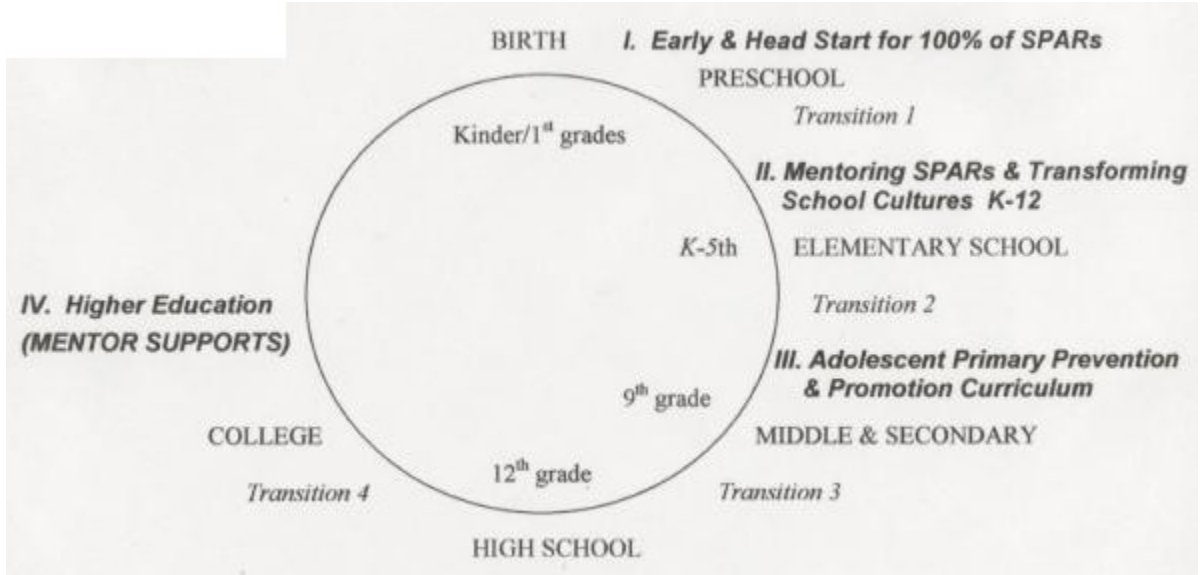 BIRTH
I. Early & Head Start for 100% of SPARs
PRESCHOOL
Transition 1
Kinder/1st grades
II. Mentoring SPARs & Transforming
School Cultures K-12
K-5th
ELEMENTARY SCHOOL
Transition 2
IV. Higher Education
(MENTOR SUPPORTS)
III. Adolescent Primary Prevention
& Promotion Curriculum
9th grade
MIDDLE & SECONDARY
COLLEGE
12th grade
Transition 4
Transition 3
HIGH SCHOOL